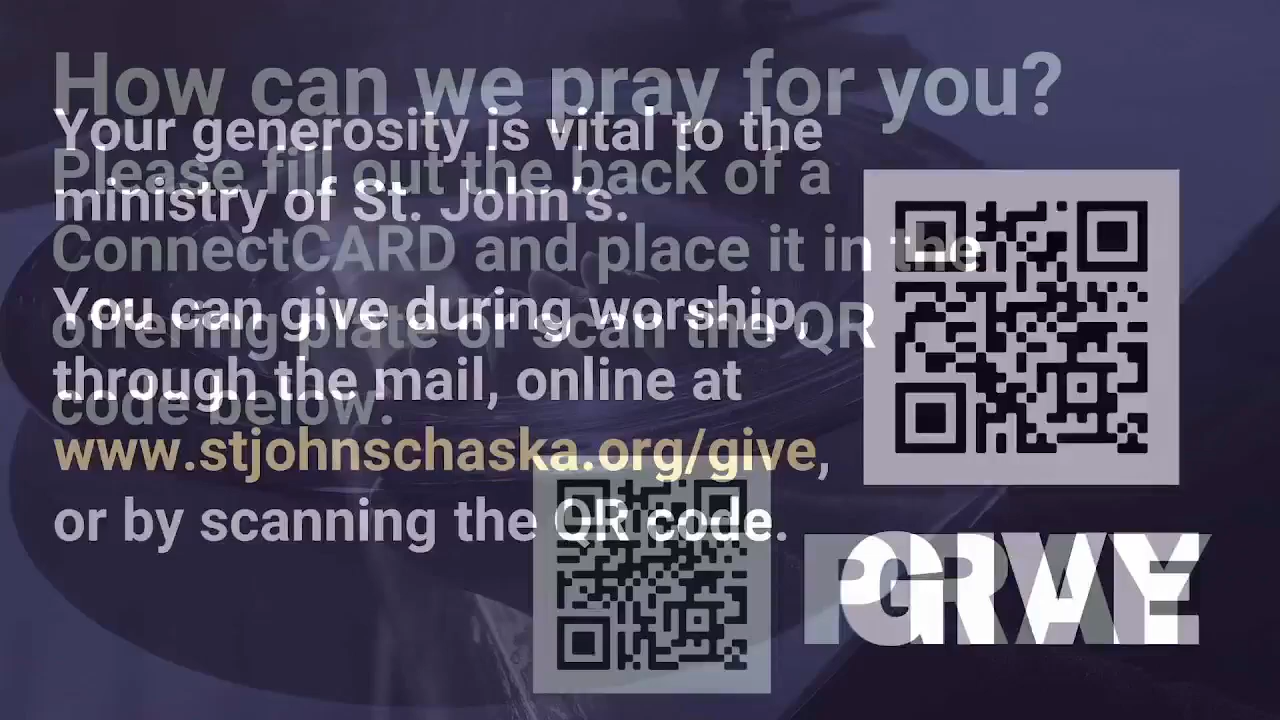 How can we pray for you?
Please fill out the back of a
ConnectCARD and place it in the
offering plate or scan the QR
code below.
Your generosity is vital to the
ministry of St. John's.
You can give during worship,
through the mail, online at
www.stjohnschaska.org/give,
or by scanning the QR code.
PRAY
GIVE